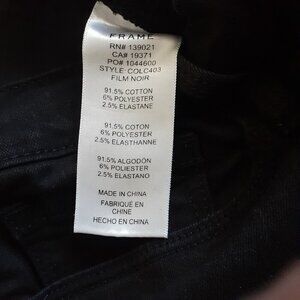 FRAME
RN# 139021
CA# 19371
PO# 1044600
STYLE: COLC403
FILM NOIR
91.5% COTTON
6% POLYESTER
2.5% ELASTANE
91.5% COTON
6% POLYESTER
2.5% ELASTHANNE
91.5% ALGODÓN
6% POLIESTER
2.5% ELASTANO
MADE IN CHINA
FABRIQUÉ EN
CHINE
HECHO EN CHINA